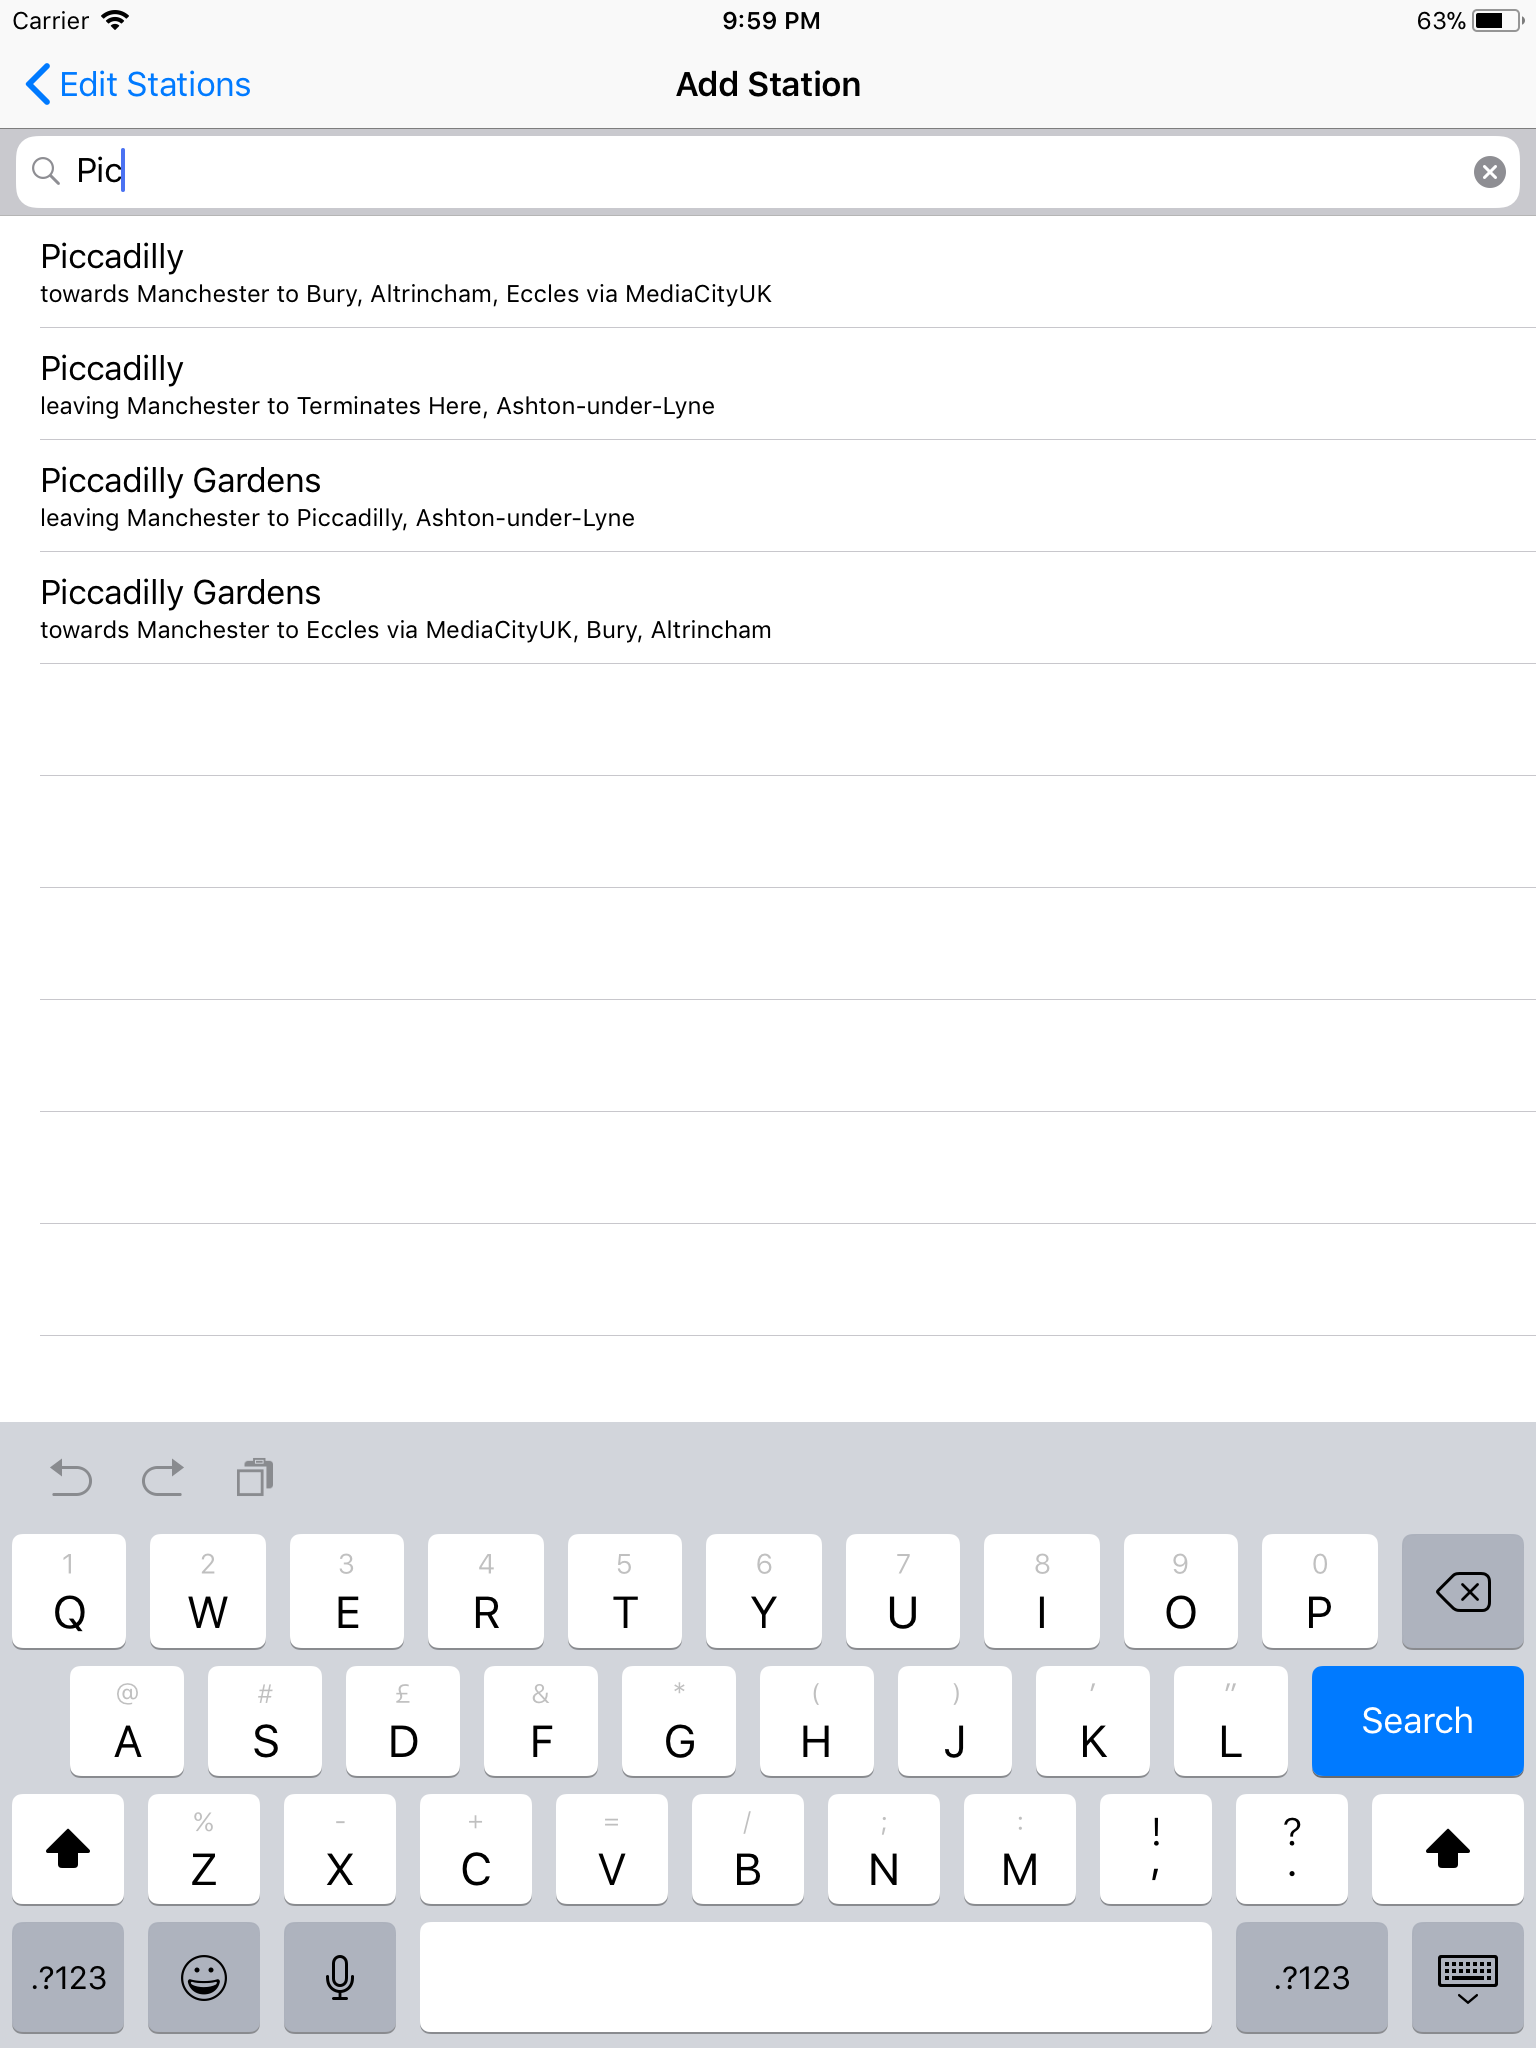 Carrier 9:59 PM 63%
Edit Stations Add Station
Pic
Piccadilly
towards Manchester to Bury, Altrincham, Eccles via MediaCityUK
Piccadilly
leaving Manchester to Terminates Here, Ashton-under-Lyne
Piccadilly Gardens
leaving Manchester to Piccadilly, Ashton-under-Lyne
Piccadilly Gardens
towards Manchester to Eccles via MediaCityUK, Bury, Altrincham
1 2 3 4 5 6 7 8 9 0
Q W E R T Y U I O P
@ # £ & * ( ) ' "
A S D F G H J K L Search
% - + = / ; : ! ?
Z X C V B N M , .
.?123 .?123